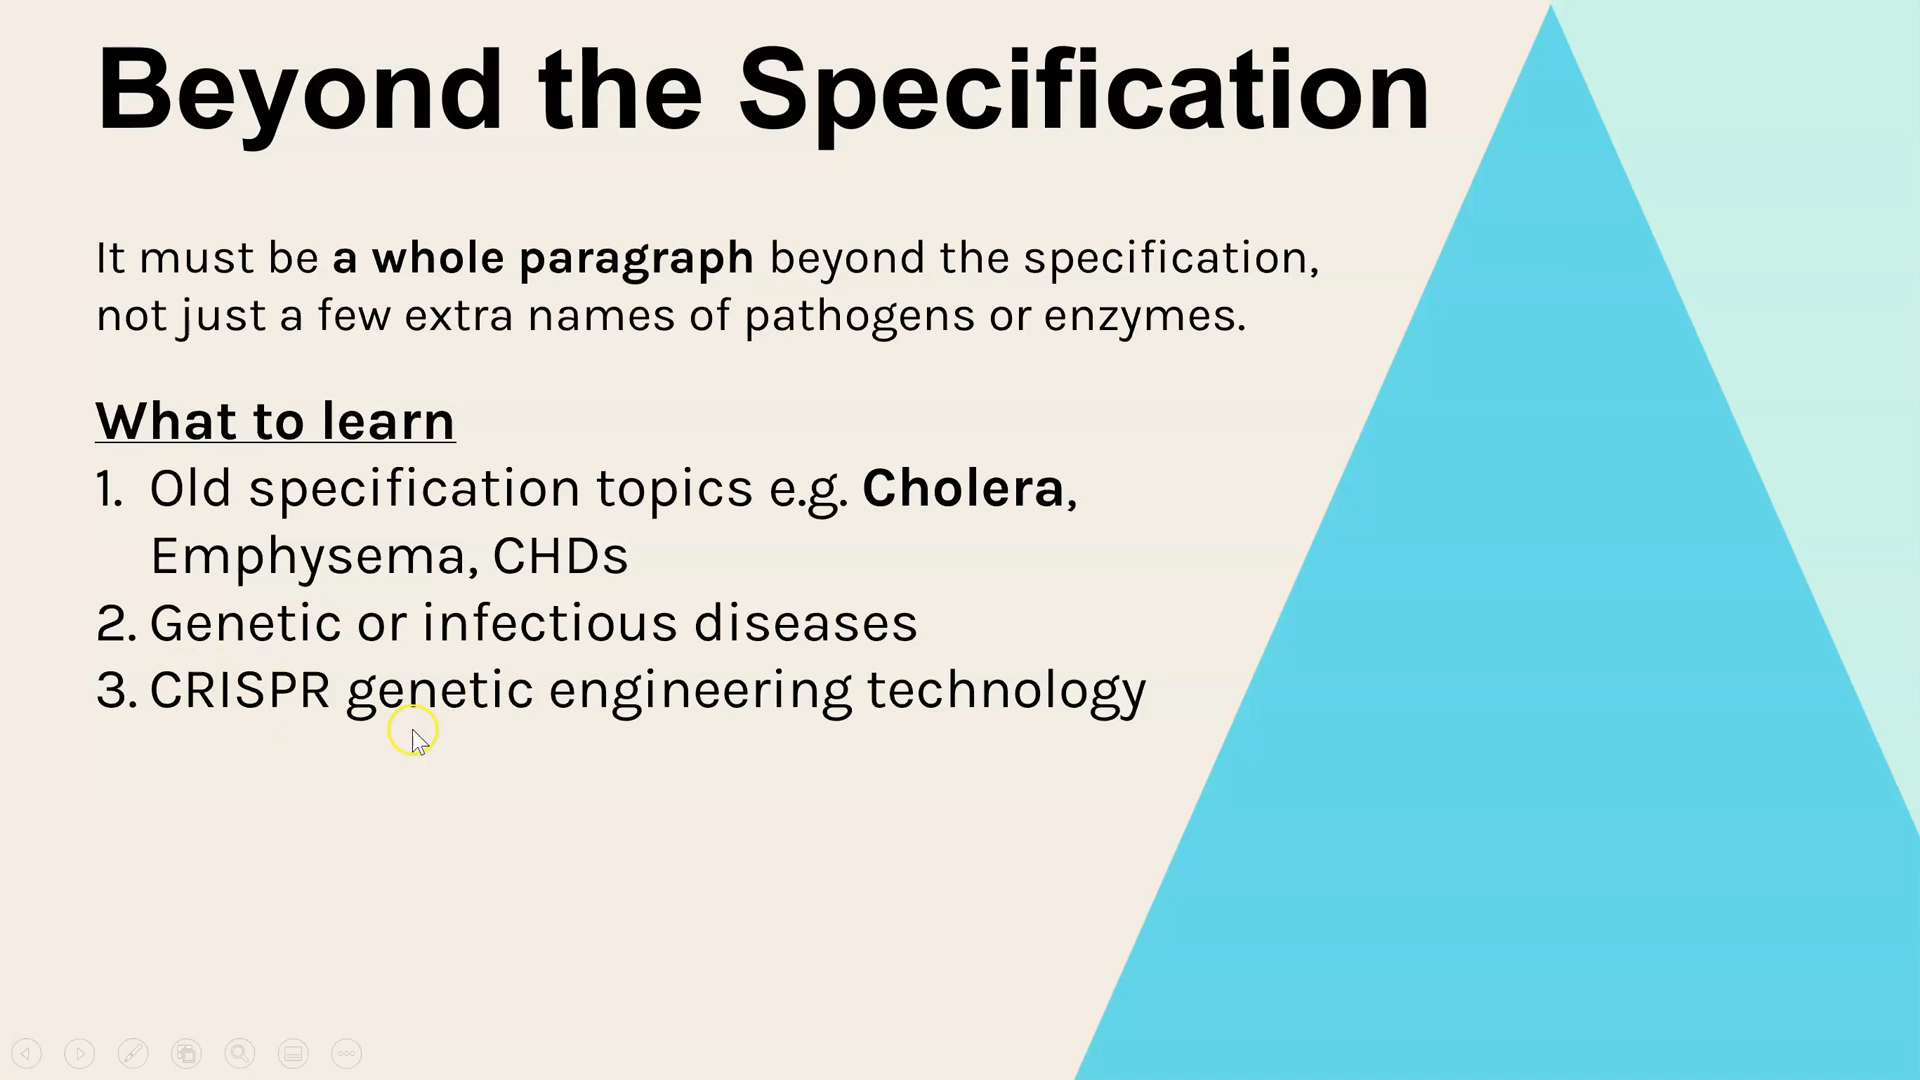 Beyond the Specification
It must be a whole paragraph beyond the specification,
not just a few extra names of pathogens or enzymes.
What to learn
1. Old specification topics e.g. Cholera,
Emphysema, CHDs
2. Genetic or infectious diseases
3. CRISPR genetic engineering technology